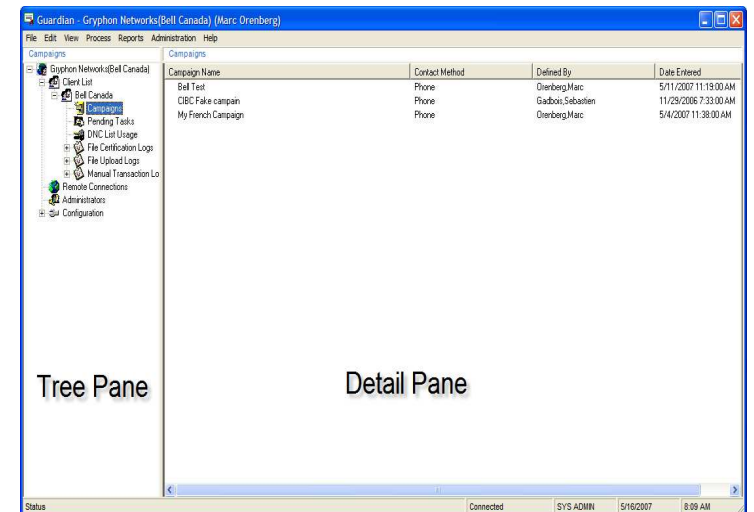 Guardian - Gryphon Networks(Bell Canada) (Marc Orenberg)
File Edit View Process Reports Administration Help
Campaigns
Campaigns
Gryphon Networks(Bell Canada)
Client List
Bell Canada
Campaigns
Pending Tasks
DNC List Usage
File Certification Logs
File Upload Logs
Manual Transaction Lo
Remote Connections
Administrators
Configuration
Campaign Name Contact Method Defined By Date Entered
Bell Test Phone Orenberg,Marc 5/11/2007 11:19:00 AM
CIBC Fake campain Phone Gadbois,Sebastien 11/29/2006 7:33:00 AM
My French Campaign Phone Orenberg,Marc 5/4/2007 11:38:00 AM
Tree Pane
Detail Pane
Status Connected SYS ADMIN 5/16/2007 8:09 AM